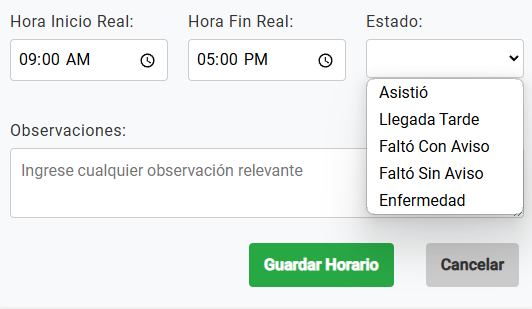 Hora Inicio Real: Hora Fin Real: Estado:
09:00 AM 05:00 PM
Asistió
Llegada Tarde
Faltó Con Aviso
Faltó Sin Aviso
Enfermedad
Observaciones:
Ingrese cualquier observación relevante
Guardar Horario Cancelar